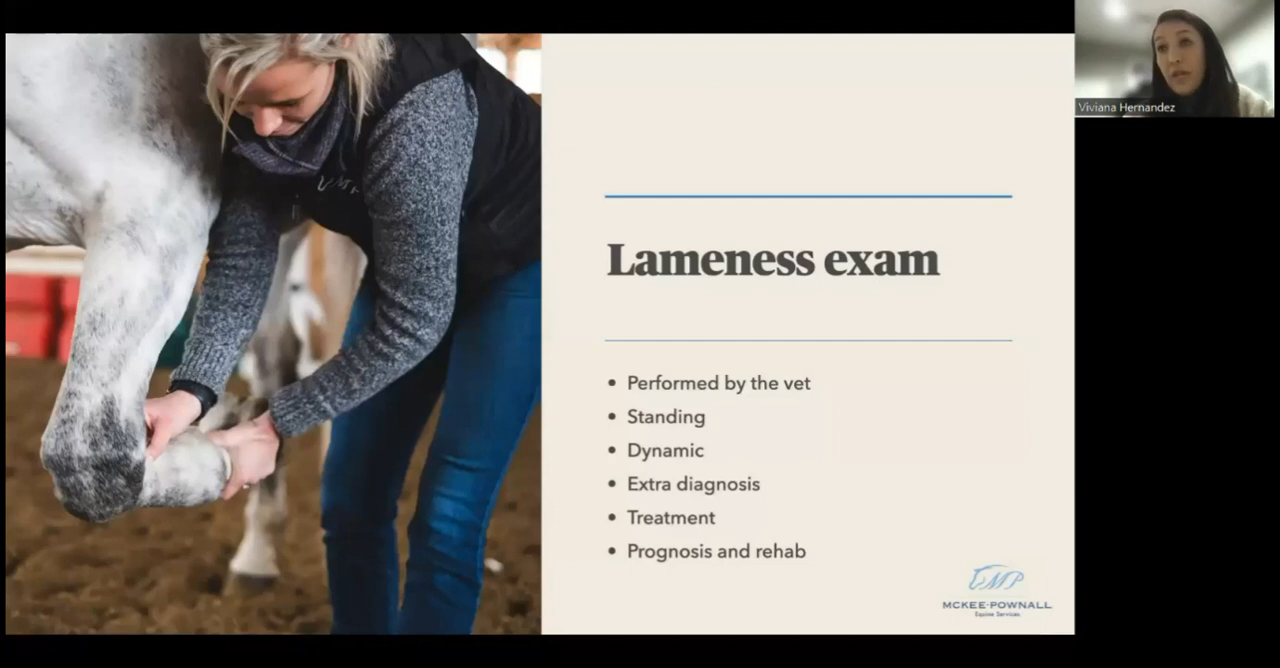 Viviana Hernandez
Lameness exam
• Performed by the vet
• Standing
• Dynamic
• Extra diagnosis
• Treatment
• Prognosis and rehab
MP
MCKEE-POWNALL
Equine Services